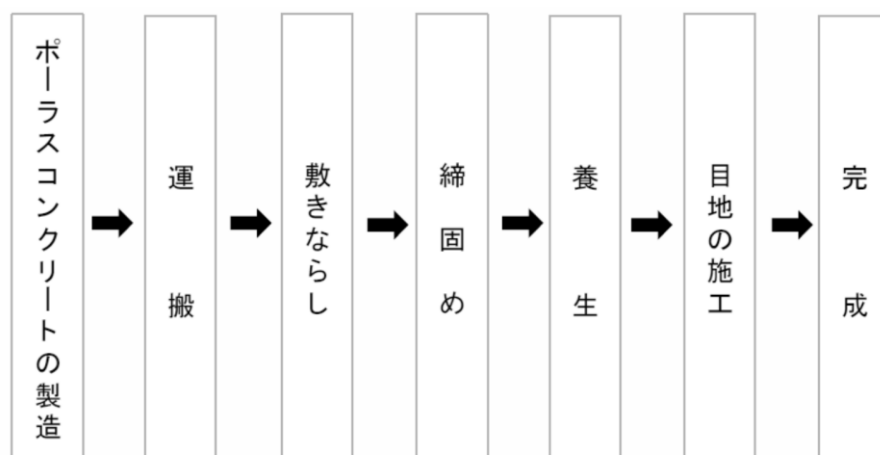 ポーラスコンクリートの製造
運搬
敷きならし
締固め
養生
目地の施工
完成